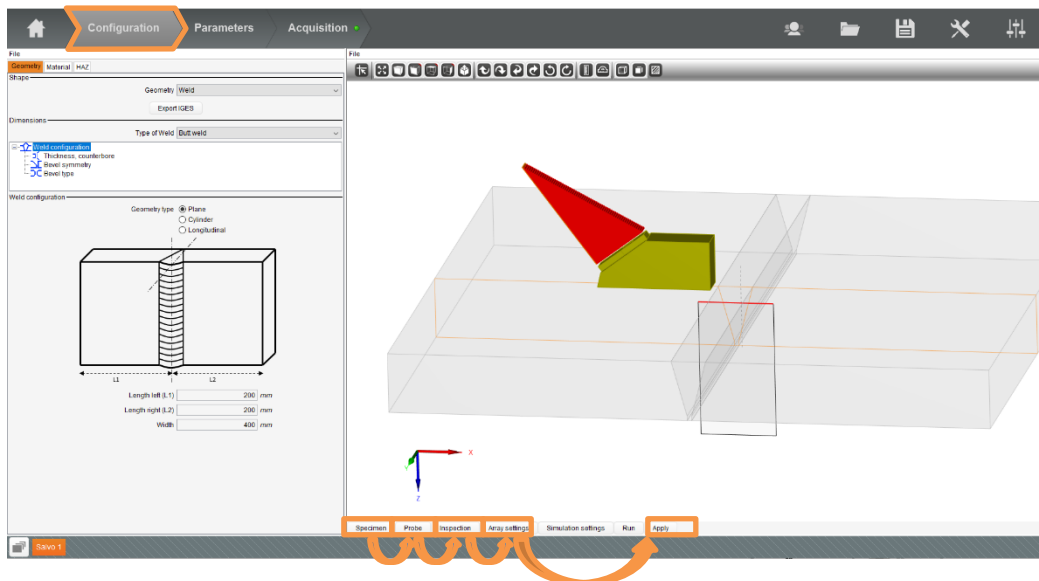 Configuration
Parameters
Acquisition
File
Geometry Material HAZ
Shape
Geometry Weld
Export IGES
Dimensions
Type of Weld Butt weld
Weld configuration
Thickness, counterbore
Bevel symmetry
Bevel type
Weld configuration
Geometry type Plane
Cylinder
Longitudinal
L1 L2
Length left (L1) 200 mm
Length right (L2) 200 mm
Width 400 mm
File
X
Y
Z
Specimen Probe Inspection Array settings Simulation settings Run Apply
Salvo 1